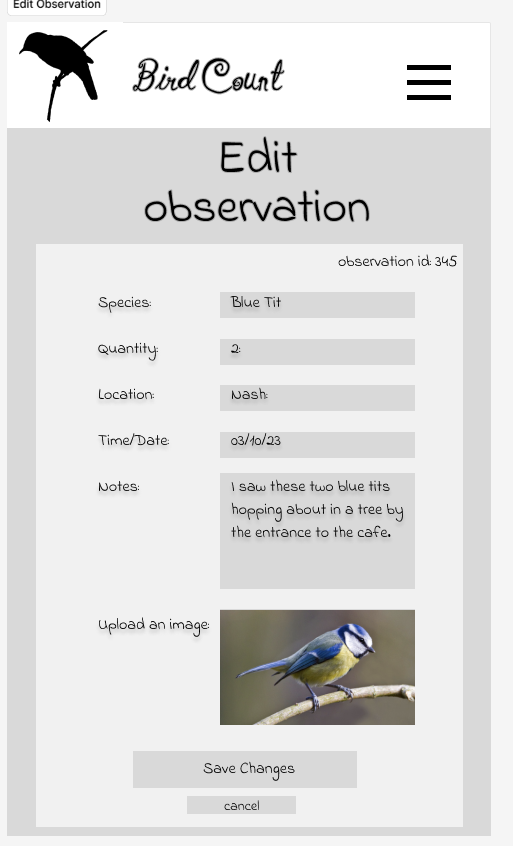 Edit Observation
Bird Count
Edit
observation
observation id: 345
Species:
Blue Tit
Quantity:
2:
Location:
Nash:
Time/Date:
03/10/23
Notes:
I saw these two blue tits
hopping about in a tree by
the entrance to the cafe.
Upload an image:
Save Changes
cancel